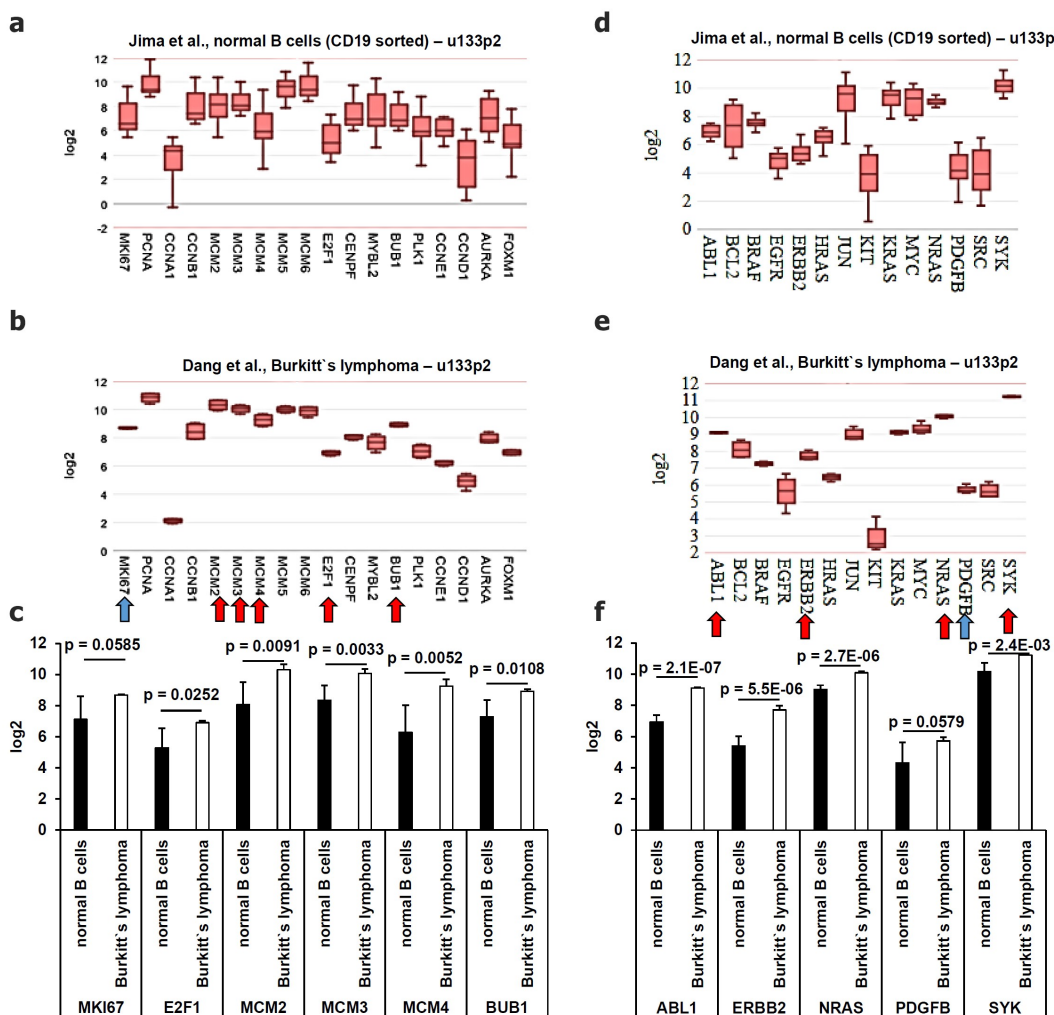 a
Jima et al., normal B cells (CD19 sorted) – u133p2
log2
12
10
8
6
4
2
0
-2
MKI67
PCNA
CCNA1
CCNB1
MCM2
MCM3
MCM4
MCM5
MCM6
E2F1
CENPF
MYBL2
BUB1
PLK1
CCNE1
CCND1
AURKA
FOXM1
d
Jima et al., normal B cells (CD19 sorted) – u133p
log2
12
10
8
6
4
2
0
ABL1
BCL2
BRAF
EGFR
ERBB2
HRAS
JUN
KIT
KRAS
MYC
NRAS
PDGFB
SRC
SYK
b
Dang et al., Burkitt`s lymphoma – u133p2
log2
12
10
8
6
4
2
0
MKI67
PCNA
CCNA1
CCNB1
MCM2
MCM3
MCM4
MCM5
MCM6
E2F1
CENPF
MYBL2
BUB1
PLK1
CCNE1
CCND1
AURKA
FOXM1
e
Dang et al., Burkitt`s lymphoma – u133p2
log2
12
11
10
9
8
7
6
5
4
3
2
ABL1
BCL2
BRAF
EGFR
ERBB2
HRAS
JUN
KIT
KRAS
MYC
NRAS
PDGFB
SRC
SYK
c
log2
12
10
8
6
4
2
0
p = 0.0585
p = 0.0252
p = 0.0091
p = 0.0033
p = 0.0052
p = 0.0108
normal B cells
Burkitt`s lymphoma
normal B cells
Burkitt`s lymphoma
normal B cells
Burkitt`s lymphoma
normal B cells
Burkitt`s lymphoma
normal B cells
Burkitt`s lymphoma
normal B cells
Burkitt`s lymphoma
MKI67
E2F1
MCM2
MCM3
MCM4
BUB1
f
log2
12
10
8
6
4
2
0
p = 2.1E-07
p = 5.5E-06
p = 2.7E-06
p = 0.0579
p = 2.4E-03
normal B cells
Burkitt`s lymphoma
normal B cells
Burkitt`s lymphoma
normal B cells
Burkitt`s lymphoma
normal B cells
Burkitt`s lymphoma
normal B cells
Burkitt`s lymphoma
ABL1
ERBB2
NRAS
PDGFB
SYK